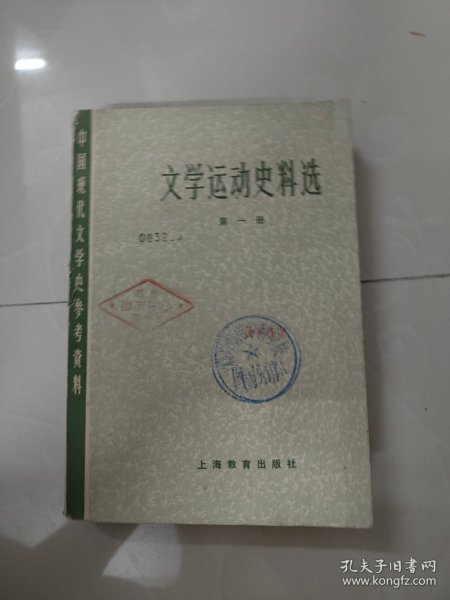 中国现代文学史参考资料
文学运动史料选
第一册
0032
上海教育出版社
孔夫子旧书网
www.kongfz.com